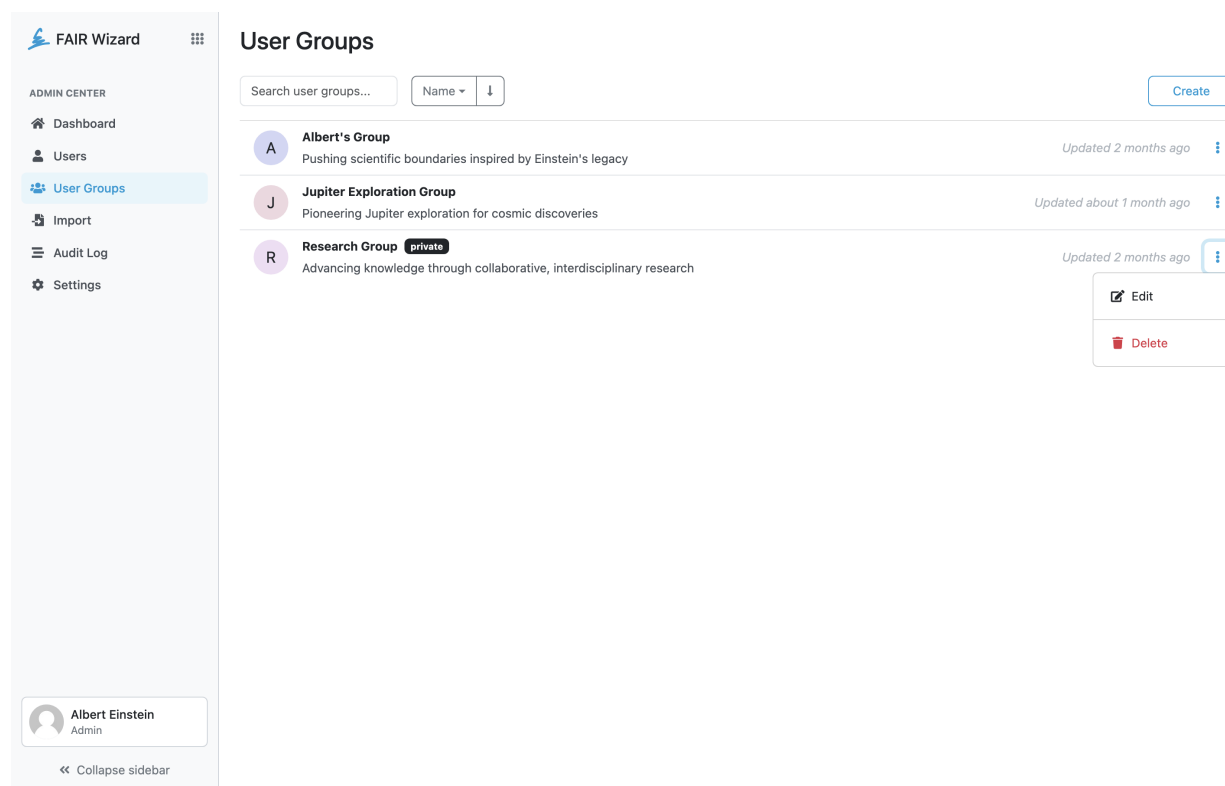 FAIR Wizard
ADMIN CENTER
Dashboard
Users
User Groups
Import
Audit Log
Settings
Albert Einstein
Admin
Collapse sidebar
User Groups
Search user groups...
Name
Create
A
Albert's Group
Pushing scientific boundaries inspired by Einstein's legacy
Updated 2 months ago
J
Jupiter Exploration Group
Pioneering Jupiter exploration for cosmic discoveries
Updated about 1 month ago
R
Research Group private
Advancing knowledge through collaborative, interdisciplinary research
Updated 2 months ago
Edit
Delete